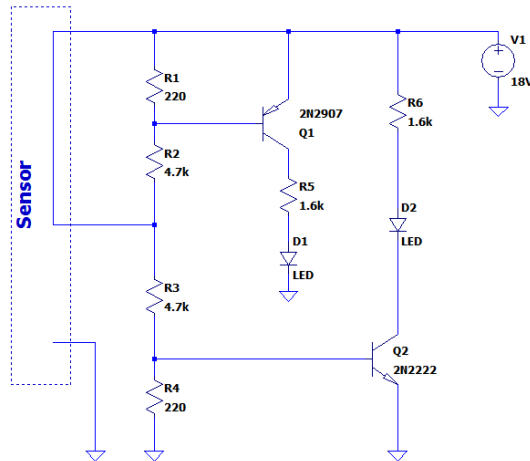 V1
18V
R1
220
2N2907
Q1
R6
1.6k
R2
4.7k
R5
1.6k
D2
LED
Sensor
D1
LED
R3
4.7k
Q2
2N2222
R4
220